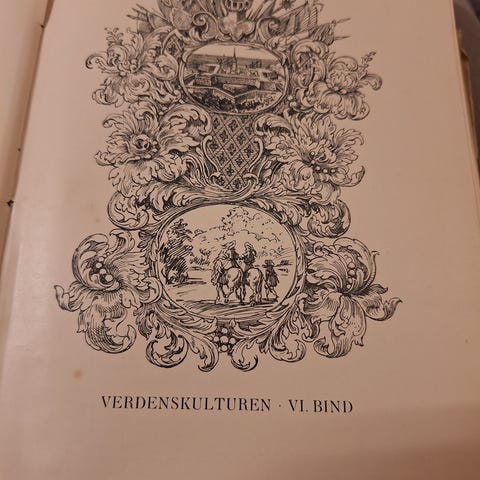 VERDENSKULTUREN · VI. BIND